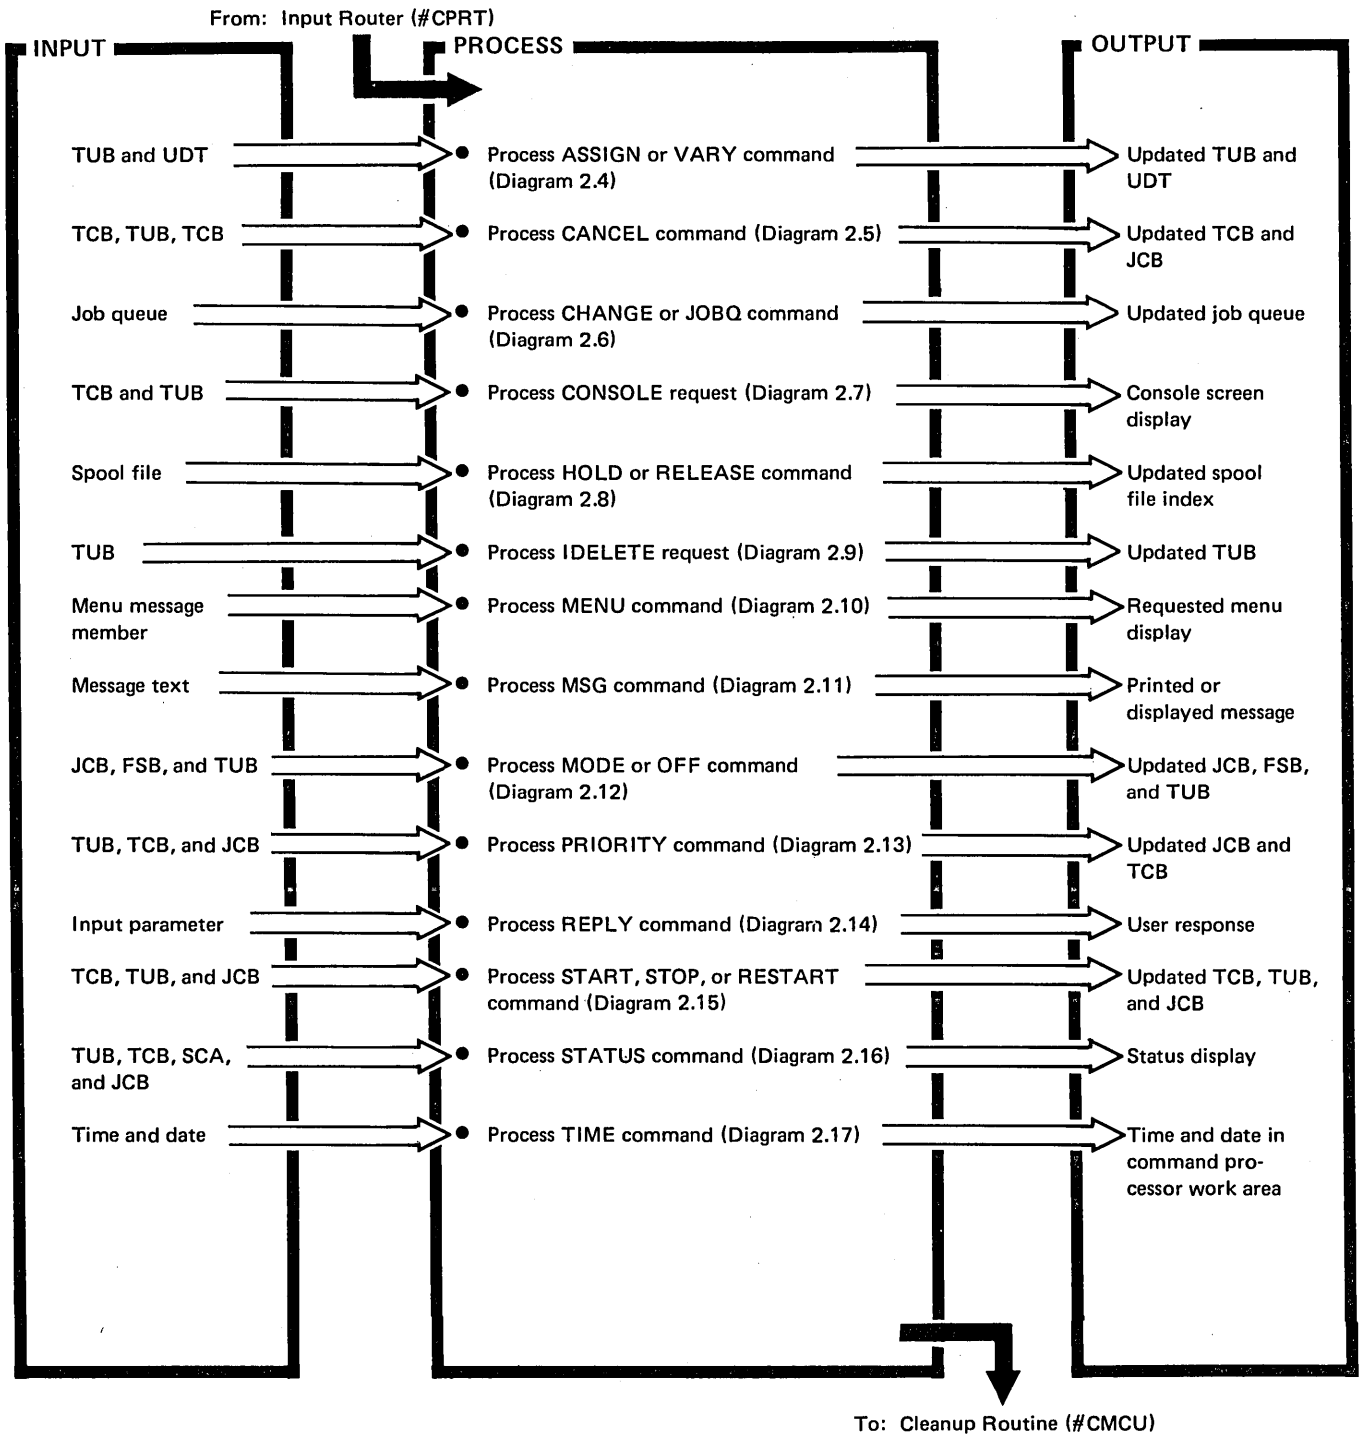 From: Input Router (#CPRT)
INPUT
PROCESS
OUTPUT
TUB and UDT
Process ASSIGN or VARY command
(Diagram 2.4)
Updated TUB and
UDT
TCB, TUB, TCB
Process CANCEL command (Diagram 2.5)
Updated TCB and
JCB
Job queue
Process CHANGE or JOBQ command
(Diagram 2.6)
Updated job queue
TCB and TUB
Process CONSOLE request (Diagram 2.7)
Console screen
display
Spool file
Process HOLD or RELEASE command
(Diagram 2.8)
Updated spool
file index
TUB
Process IDELETE request (Diagram 2.9)
Updated TUB
Menu message
member
Process MENU command (Diagram 2.10)
Requested menu
display
Message text
Process MSG command (Diagram 2.11)
Printed or
displayed message
JCB, FSB, and TUB
Process MODE or OFF command
(Diagram 2.12)
Updated JCB, FSB,
and TUB
TUB, TCB, and JCB
Process PRIORITY command (Diagram 2.13)
Updated JCB and
TCB
Input parameter
Process REPLY command (Diagram 2.14)
User response
TCB, TUB, and JCB
Process START, STOP, or RESTART
command (Diagram 2.15)
Updated TCB, TUB,
and JCB
TUB, TCB, SCA,
and JCB
Process STATUS command (Diagram 2.16)
Status display
Time and date
Process TIME command (Diagram 2.17)
Time and date in
command pro-
cessor work area
To: Cleanup Routine (#CMCU)